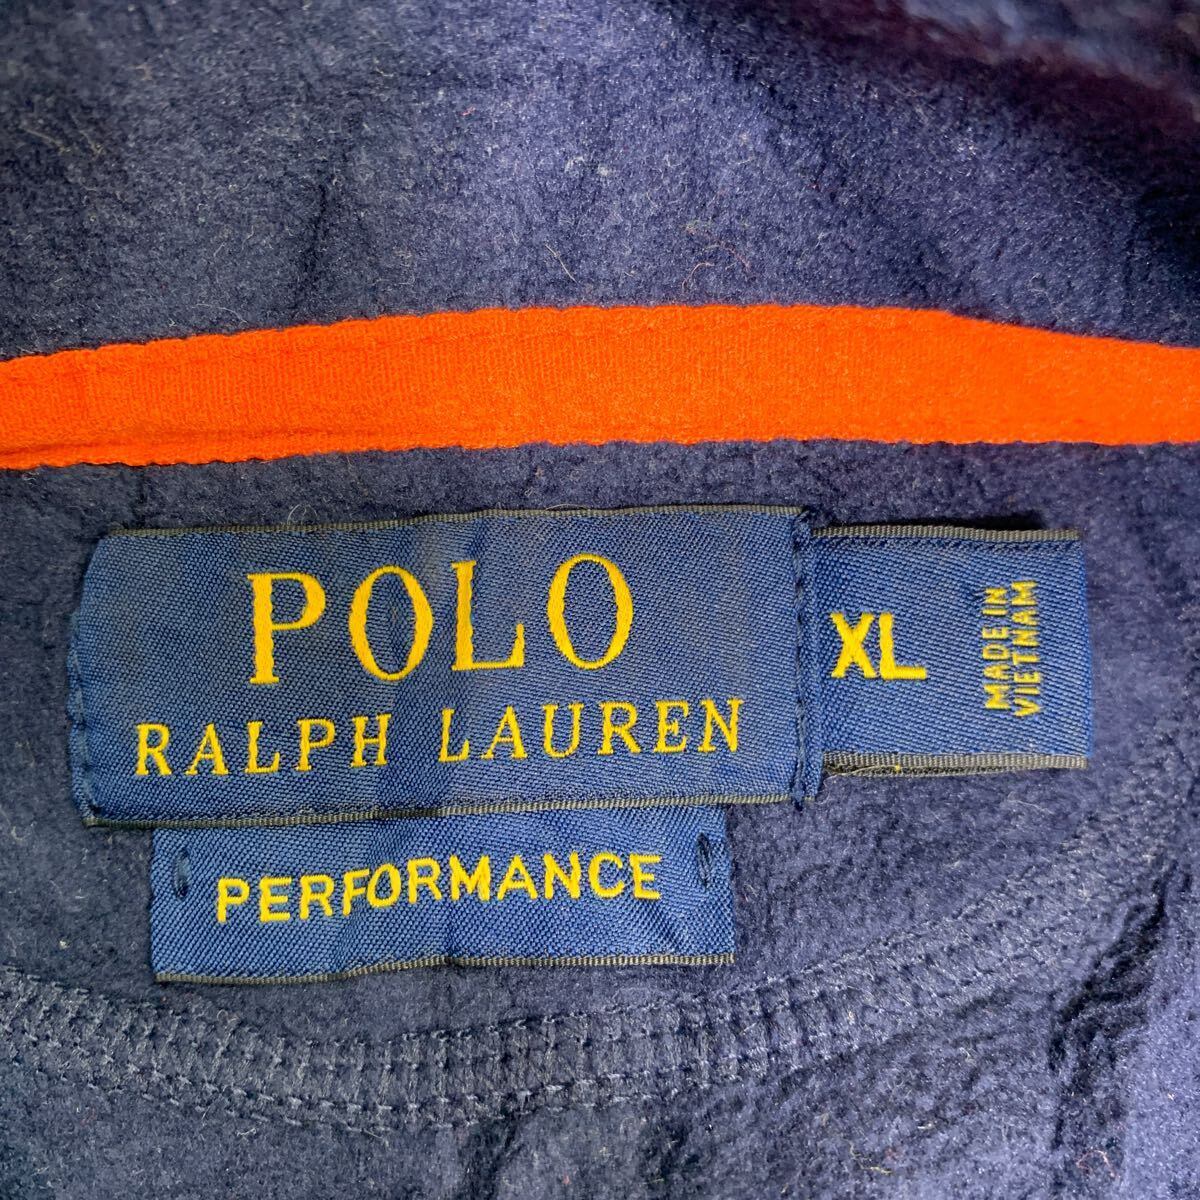 POLO
RALPH LAUREN
XL
MADE IN
VIETNAM
PERFORMANCE